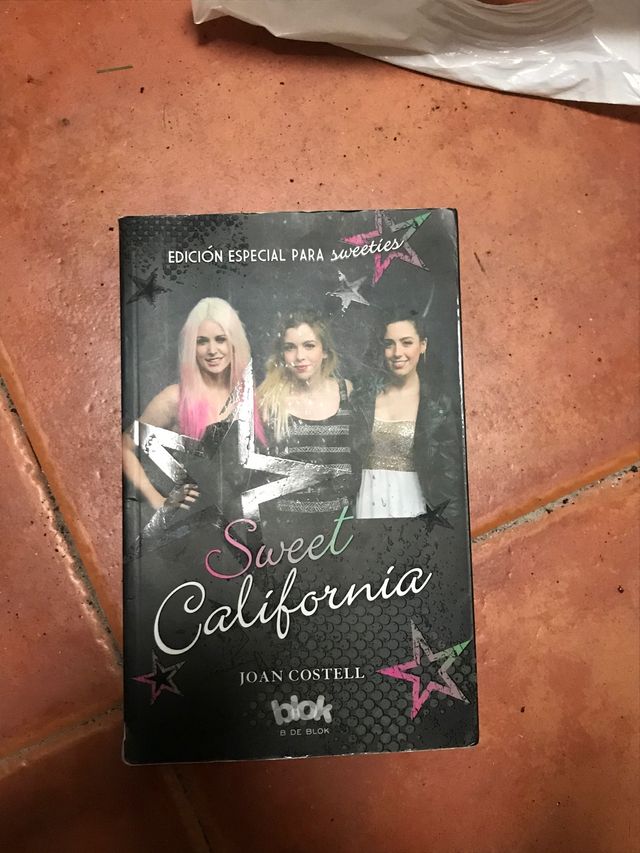 EDICIÓN ESPECIAL PARA sweeties
Sweet
California
JOAN COSTELL
blok
B DE BLOK